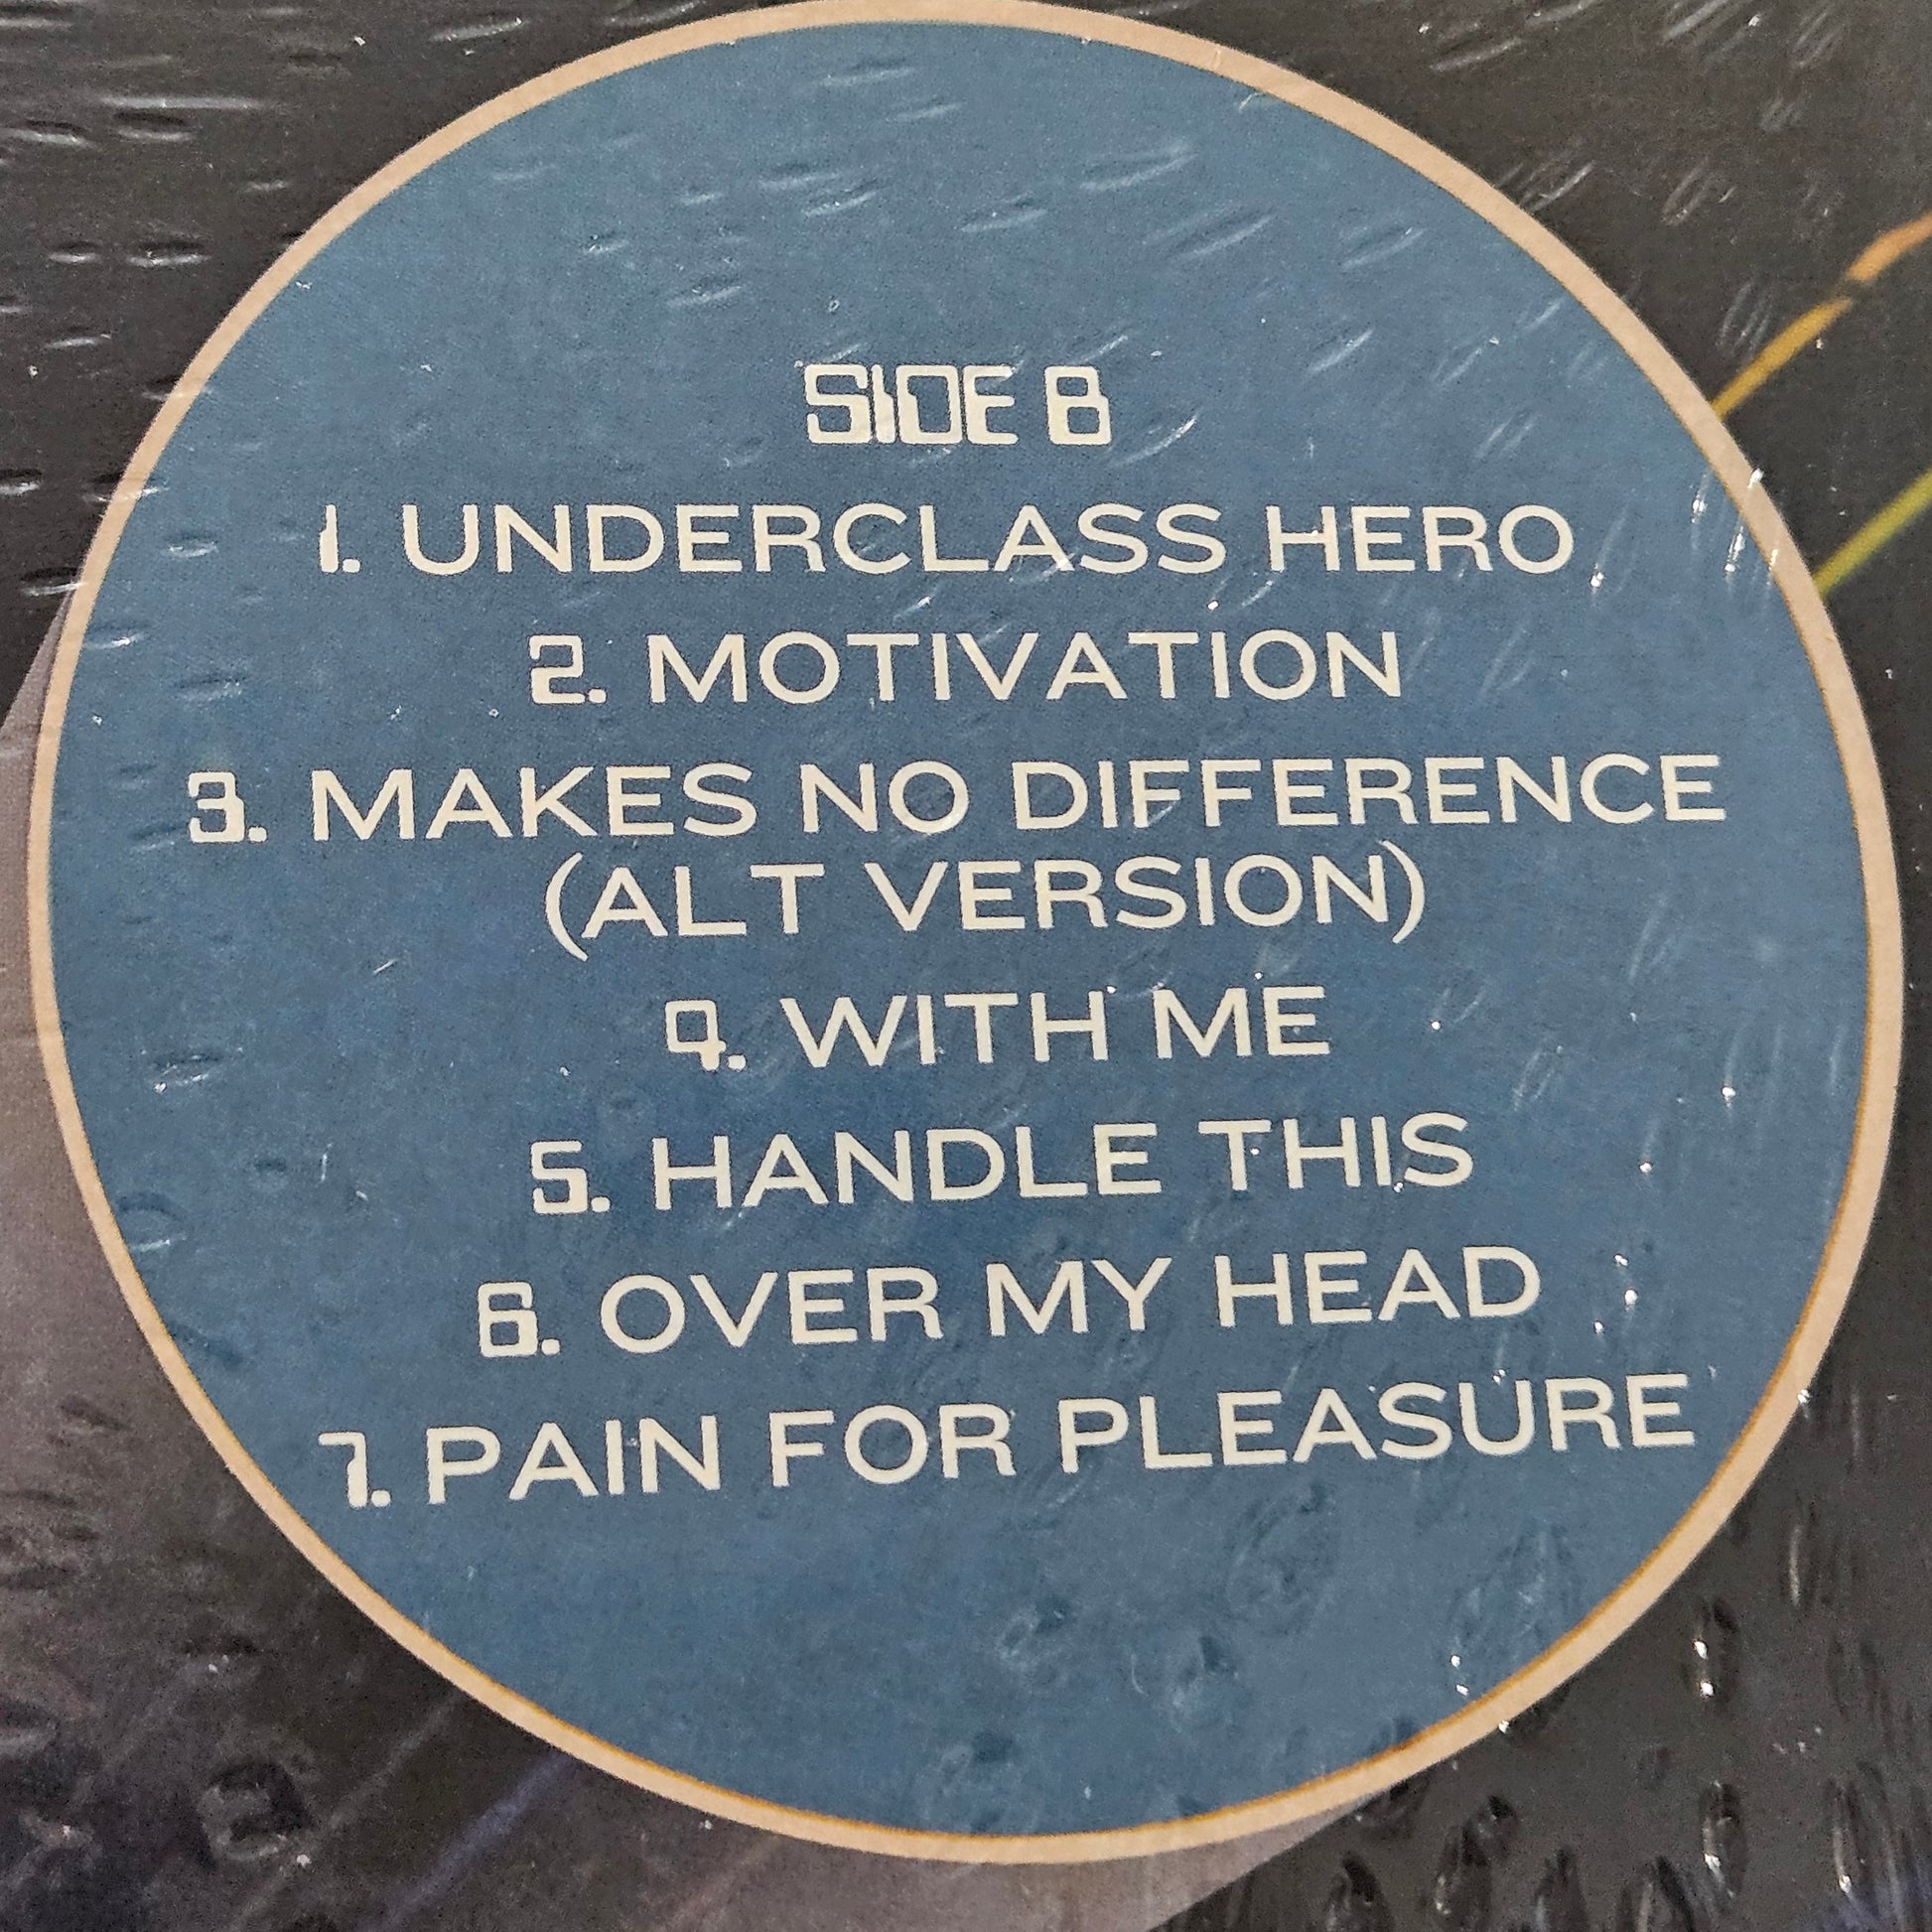 SIDE B
1. UNDERCLASS HERO
2. MOTIVATION
3. MAKES NO DIFFERENCE
(ALT VERSION)
4. WITH ME
5. HANDLE THIS
6. OVER MY HEAD
7. PAIN FOR PLEASURE